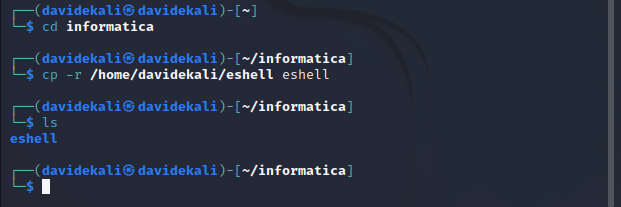 ┌──(davidekali㉿davidekali)-[~]
└─$ cd informatica
┌──(davidekali㉿davidekali)-[~/informatica]
└─$ cp -r /home/davidekali/eshell eshell
┌──(davidekali㉿davidekali)-[~/informatica]
└─$ ls
eshell
┌──(davidekali㉿davidekali)-[~/informatica]
└─$